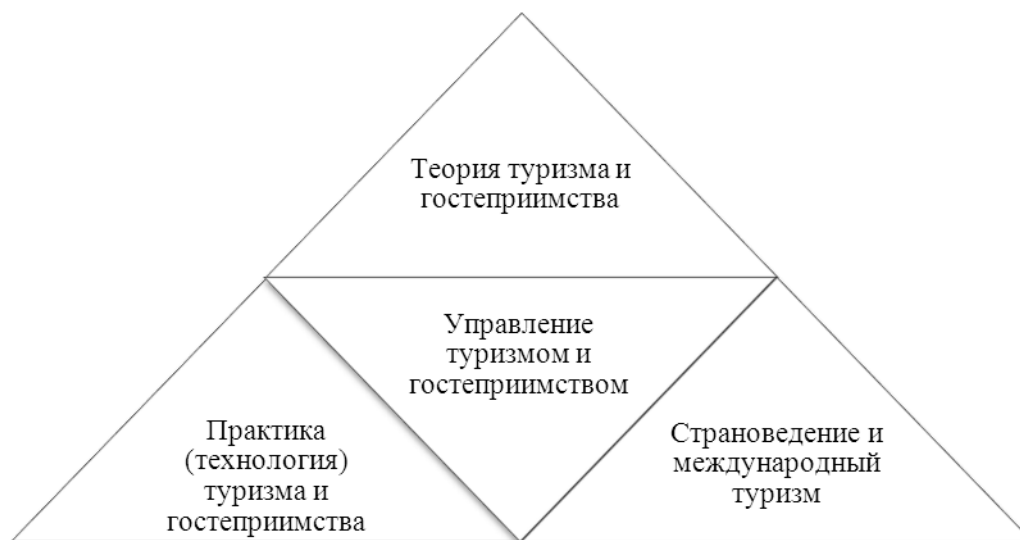 Теория туризма и
гостеприимства
Управление
туризмом и
гостеприимством
Практика
(технология)
туризма и
гостеприимства
Страноведение и
международный
туризм